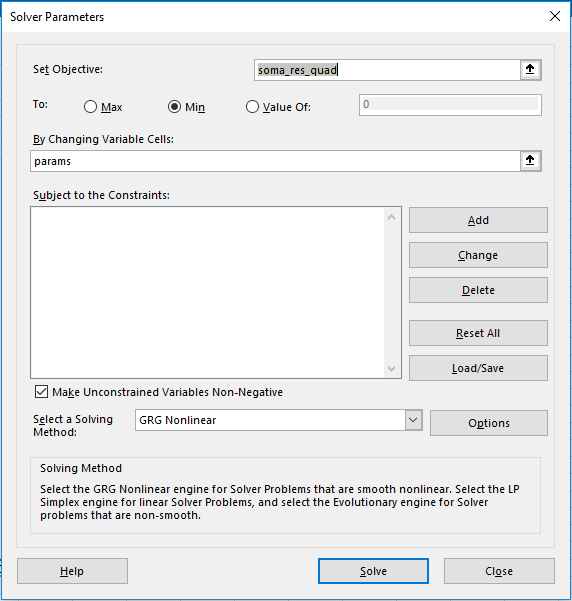 Solver Parameters
Set Objective: soma_res_quad
To: Max Min Value Of: 0
By Changing Variable Cells:
params
Subject to the Constraints:
Add
Change
Delete
Reset All
Load/Save
Make Unconstrained Variables Non-Negative
Select a Solving
Method:
GRG Nonlinear
Options
Solving Method
Select the GRG Nonlinear engine for Solver Problems that are smooth nonlinear. Select the LP
Simplex engine for linear Solver Problems, and select the Evolutionary engine for Solver
problems that are non-smooth.
Help Solve Close